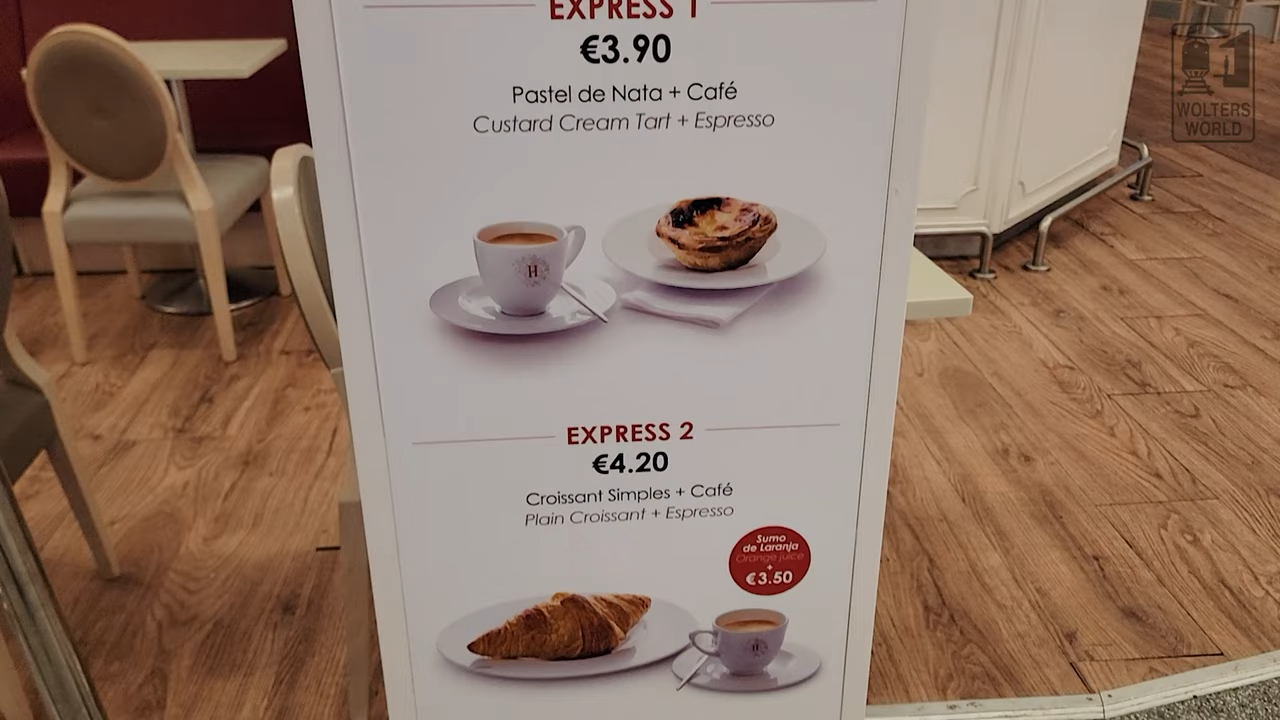 EXPRESS 1
€3.90
Pastel de Nata + Café
Custard Cream Tart + Espresso
H
EXPRESS 2
€4.20
Croissant Simples + Café
Plain Croissant + Espresso
Sumo
de Laranja
Orange juice
+
€3.50
H
1
WOLTERS
WORLD